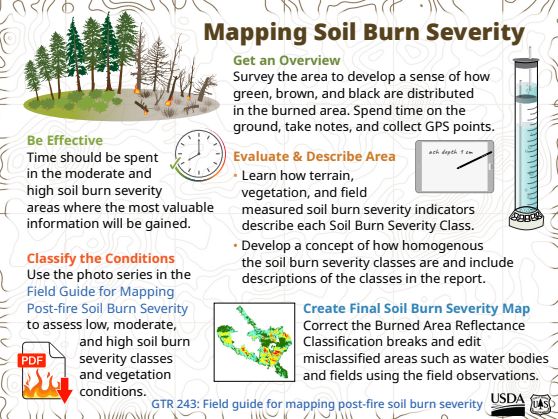 Mapping Soil Burn Severity
Get an Overview
Survey the area to develop a sense of how
green, brown, and black are distributed
in the burned area. Spend time on the
ground, take notes, and collect GPS points.
Be Effective
Time should be spent
in the moderate and
high soil burn severity
areas where the most valuable
information will be gained.
Evaluate & Describe Area
• Learn how terrain,
vegetation, and field
measured soil burn severity indicators
describe each Soil Burn Severity Class.
• Develop a concept of how homogenous
the soil burn severity classes are and include
descriptions of the classes in the report.
ash depth 1 cm
Classify the Conditions
Use the photo series in the
Field Guide for Mapping
Post-fire Soil Burn Severity
to assess low, moderate,
and high soil burn
severity classes
and vegetation
conditions.
PDF
Create Final Soil Burn Severity Map
Correct the Burned Area Reflectance
Classification breaks and edit
misclassified areas such as water bodies
and fields using the field observations.
GTR 243: Field guide for mapping post-fire soil burn severity
USDA